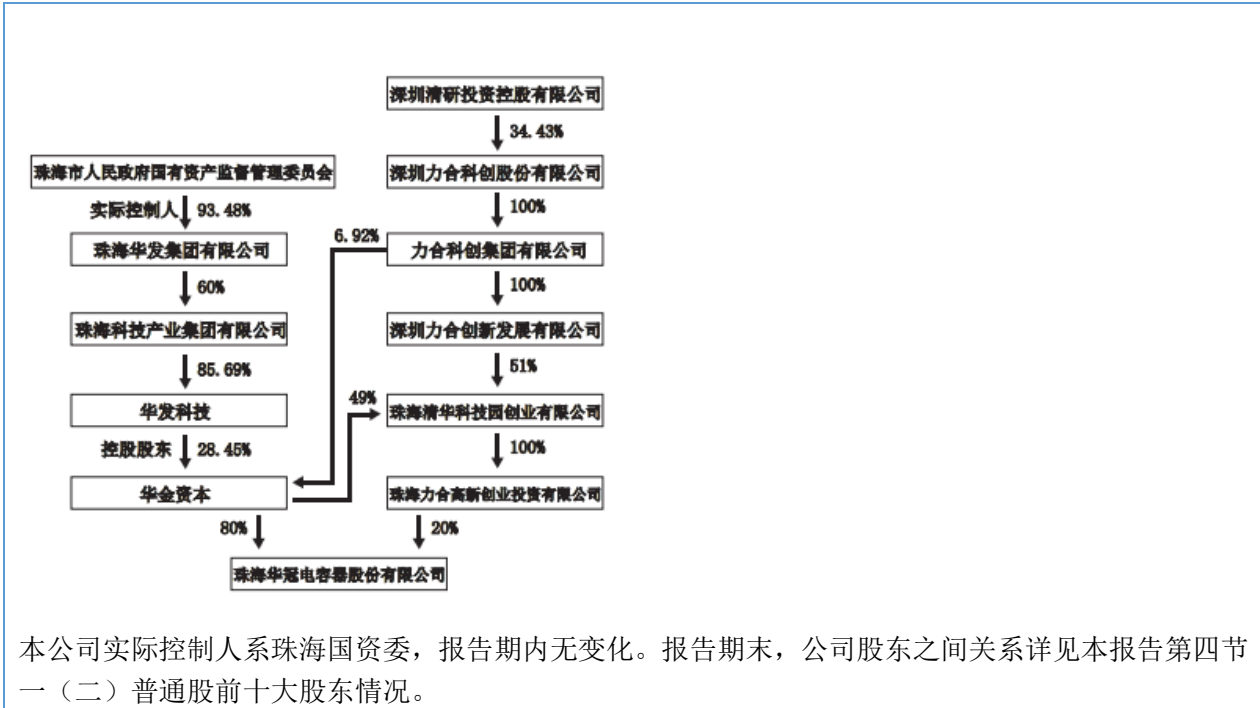 深圳清研投资控股有限公司
34.43%
珠海市人民政府国有资产监督管理委员会
深圳力合科创股份有限公司
实际控制人 93.48%
100%
6.92%
珠海华发集团有限公司
力合科创集团有限公司
60%
100%
珠海科技产业集团有限公司
深圳力合创新发展有限公司
85.69%
51%
49%
华发科技
珠海清华科技园创业有限公司
控股股东 28.45%
100%
华金资本
珠海力合高新创业投资有限公司
80%
20%
珠海华冠电容器股份有限公司
本公司实际控制人系珠海国资委，报告期内无变化。报告期末，公司股东之间关系详见本报告第四节
一（二）普通股前十大股东情况。